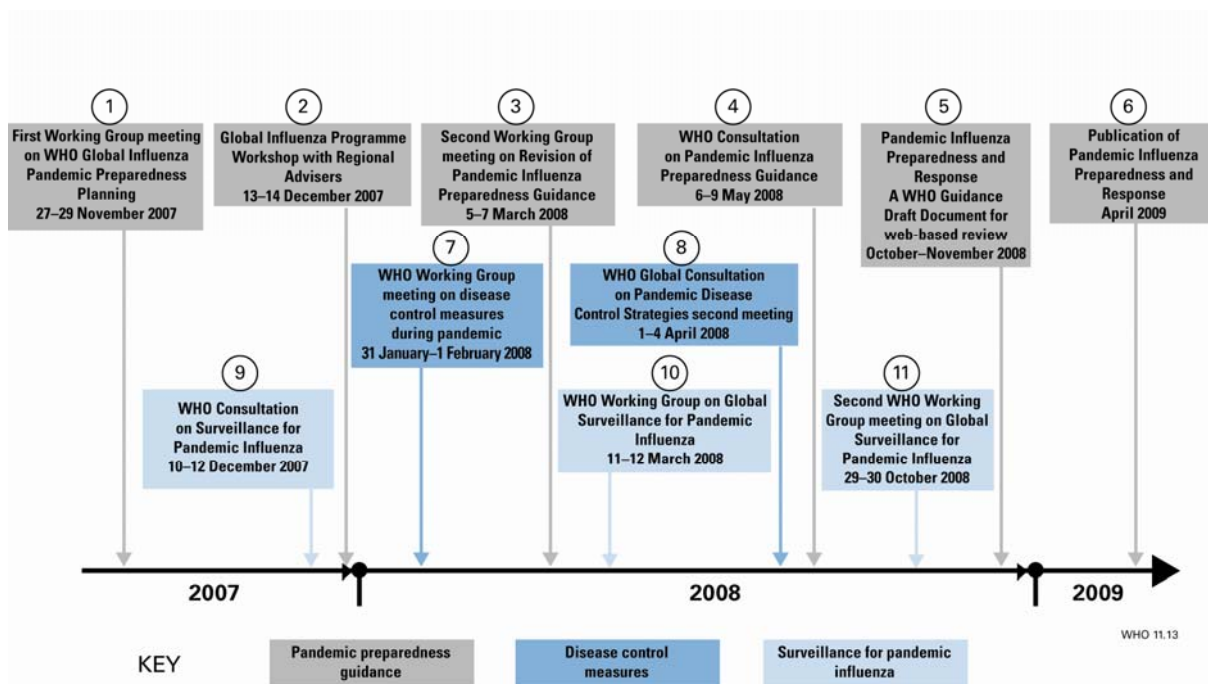 1
First Working Group meeting
on WHO Global Influenza
Pandemic Preparedness
Planning
27–29 November 2007
2
Global Influenza Programme
Workshop with Regional
Advisers
13–14 December 2007
3
Second Working Group
meeting on Revision of
Pandemic Influenza
Preparedness Guidance
5–7 March 2008
4
WHO Consultation
on Pandemic Influenza
Preparedness Guidance
6–9 May 2008
5
Pandemic Influenza
Preparedness and
Response
A WHO Guidance
Draft Document for
web-based review
October–November 2008
6
Publication of
Pandemic Influenza
Preparedness and
Response
April 2009
7
WHO Working Group
meeting on disease
control measures
during pandemic
31 January–1 February 2008
8
WHO Global Consultation
on Pandemic Disease
Control Strategies second meeting
1–4 April 2008
9
WHO Consultation
on Surveillance for
Pandemic Influenza
10–12 December 2007
10
WHO Working Group on Global
Surveillance for Pandemic
Influenza
11–12 March 2008
11
Second WHO Working
Group meeting on Global
Surveillance for
Pandemic Influenza
29–30 October 2008
2007
2008
2009
WHO 11.13
KEY
Pandemic preparedness
guidance
Disease control
measures
Surveillance for pandemic
influenza